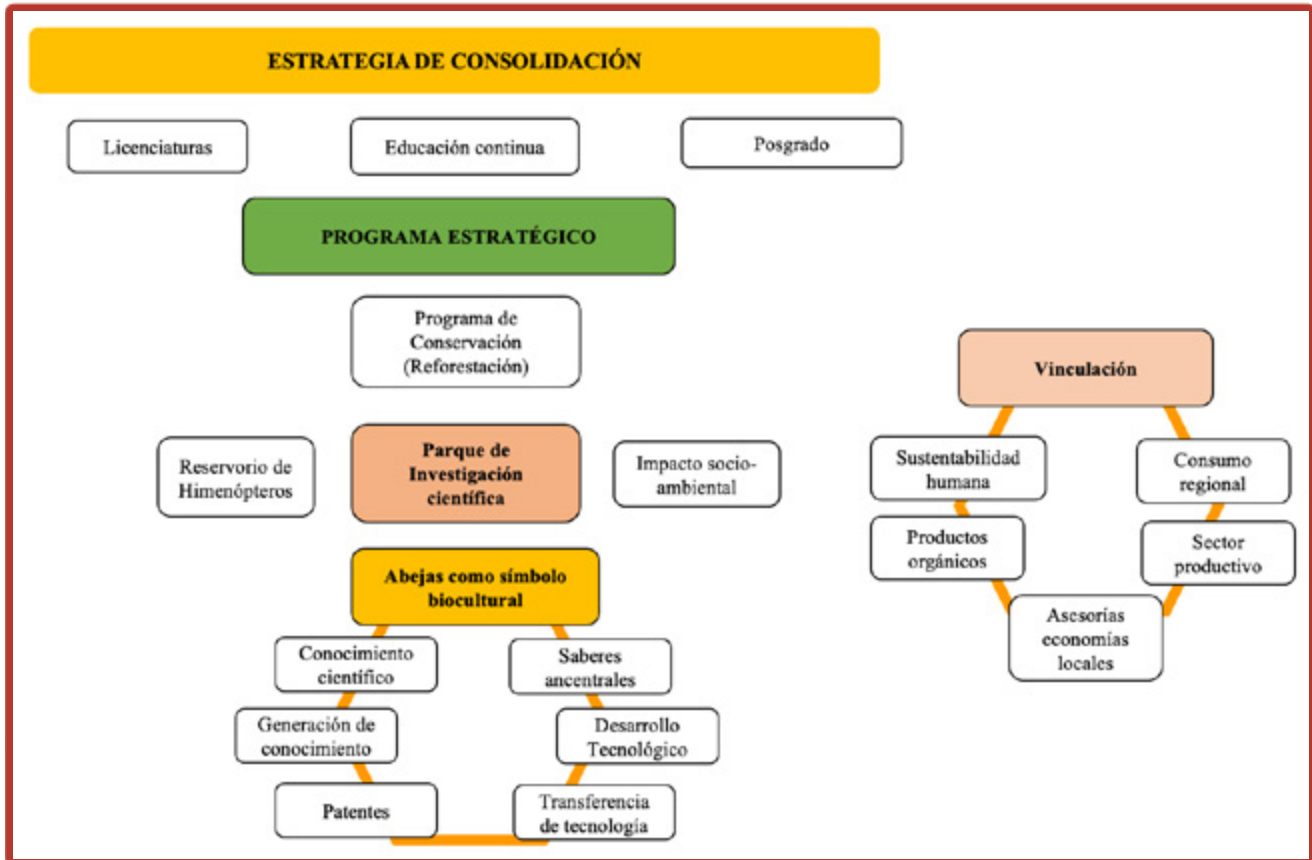 ESTRATEGIA DE CONSOLIDACIÓN
Licenciaturas
Educación continua
Posgrado
PROGRAMA ESTRATÉGICO
Programa de
Conservación
(Reforestación)
Reservorio de
Himenópteros
Parque de
Investigación
científica
Impacto socio-
ambiental
Abejas como símbolo
biocultural
Conocimiento
científico
Saberes
ancentrales
Generación de
conocimiento
Desarrollo
Tecnológico
Patentes
Transferencia
de tecnología
Vinculación
Sustentabilidad
humana
Consumo
regional
Productos
orgánicos
Sector
productivo
Asesorías
economías
locales